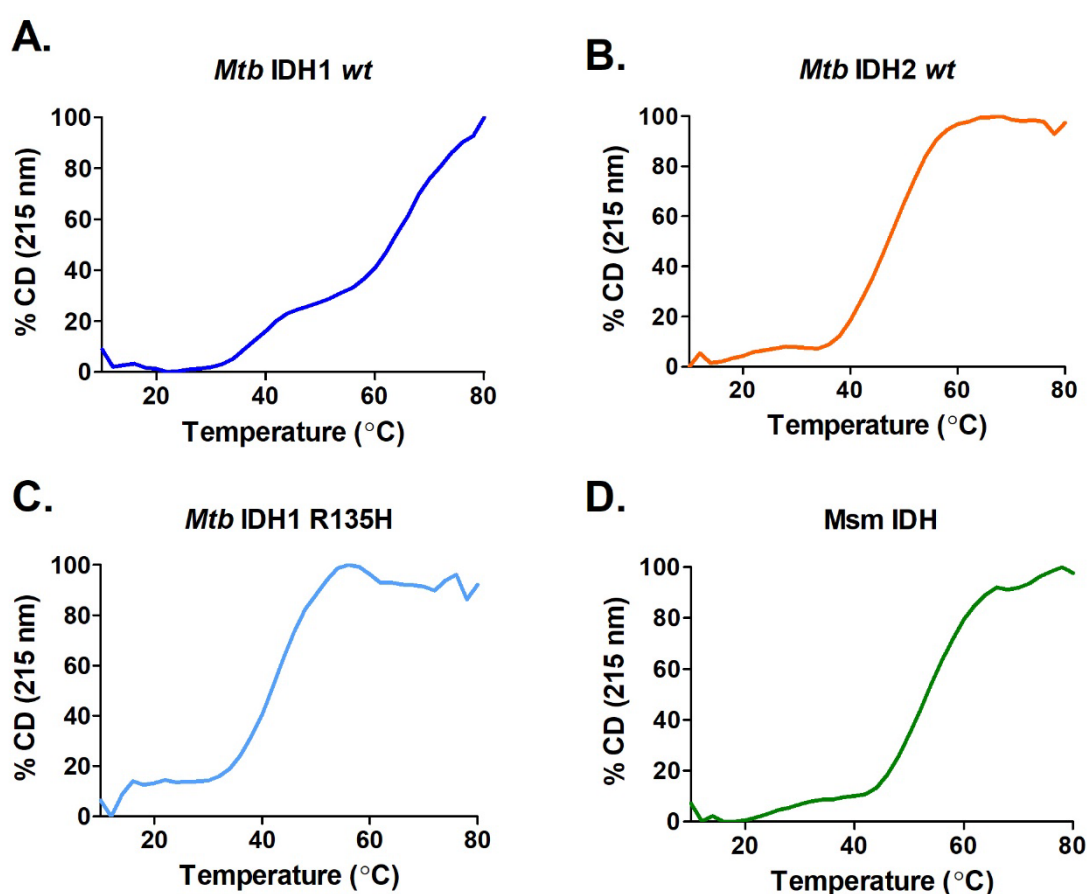 A.
Mtb IDH1 wt
% CD (215 nm)
100
80
60
40
20
0
20 40 60 80
Temperature (°C)
B.
Mtb IDH2 wt
% CD (215 nm)
100
80
60
40
20
0
20 40 60 80
Temperature (°C)
C.
Mtb IDH1 R135H
% CD (215 nm)
100
80
60
40
20
0
20 40 60 80
Temperature (°C)
D.
Msm IDH
% CD (215 nm)
100
80
60
40
20
0
20 40 60 80
Temperature (°C)